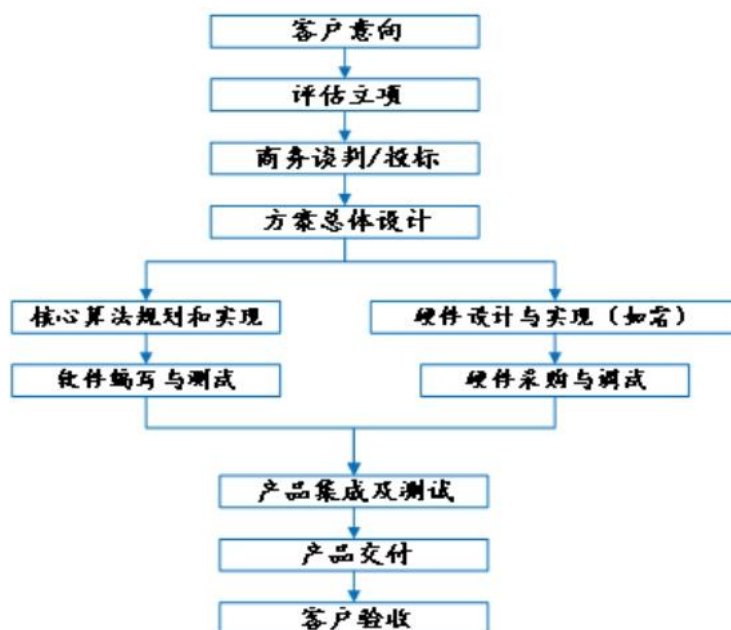 客户意向
评估立项
商务谈判/投标
方案总体设计
核心算法规划和实现
硬件设计与实现（如需）
软件编写与测试
硬件采购与调试
产品集成及测试
产品交付
客户验收